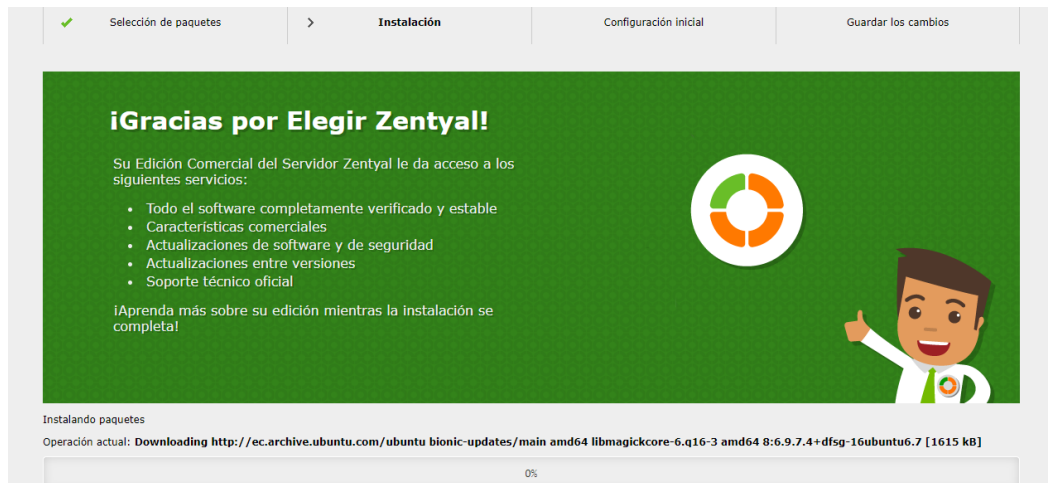 Selección de paquetes
Instalación
Configuración inicial
Guardar los cambios
¡Gracias por Elegir Zentyal!
Su Edición Comercial del Servidor Zentyal le da acceso a los
siguientes servicios:
• Todo el software completamente verificado y estable
• Características comerciales
• Actualizaciones de software y de seguridad
• Actualizaciones entre versiones
• Soporte técnico oficial
¡Aprenda más sobre su edición mientras la instalación se
completa!
Instalando paquetes
Operación actual: Downloading http://ec.archive.ubuntu.com/ubuntu bionic-updates/main amd64 libmagickcore-6.q16-3 amd64 8:6.9.7.4+dfsg-16ubuntu6.7 [1615 kB]
0%